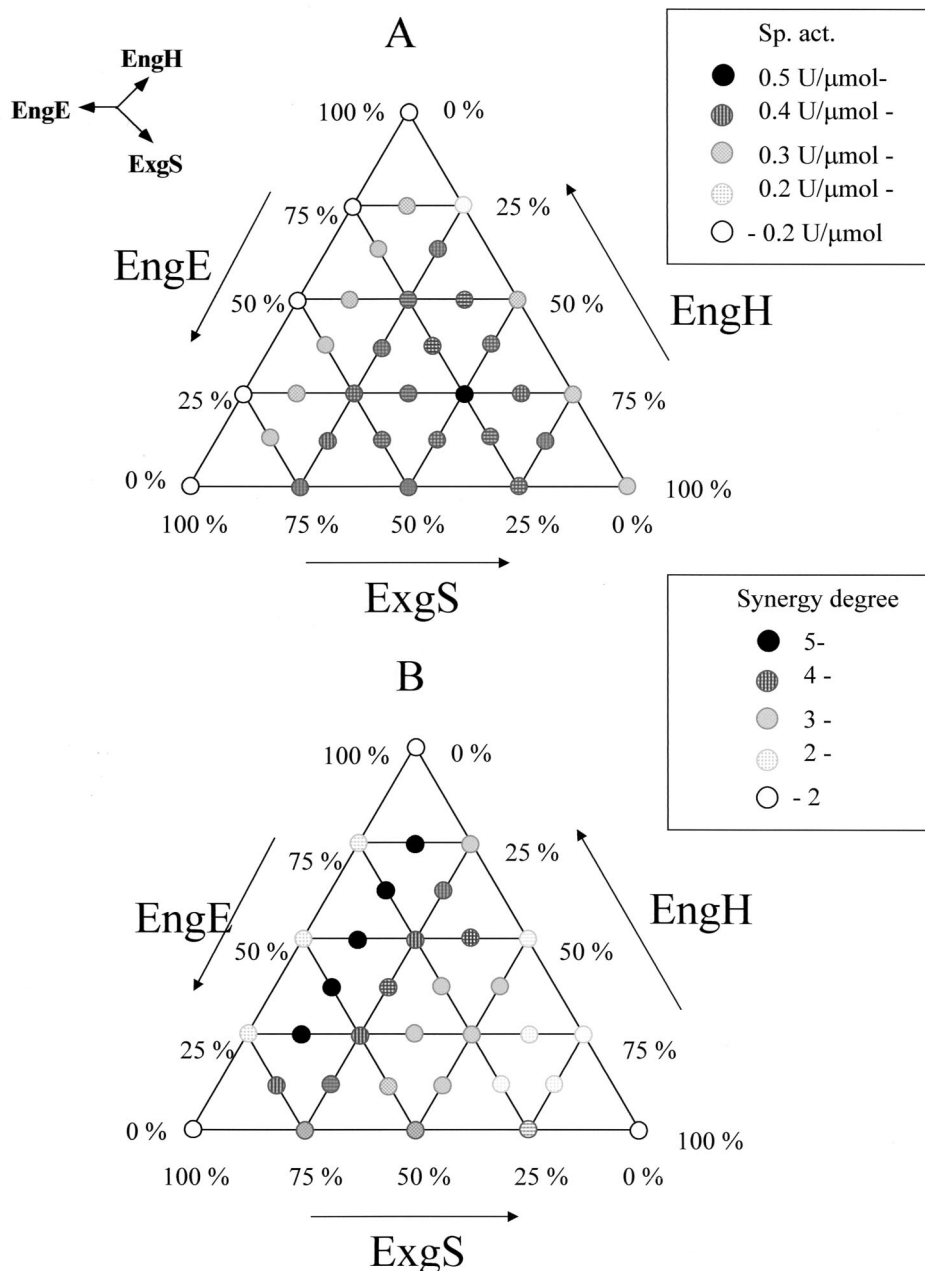 A
Sp. act.
0.5 U/μmol-
0.4 U/μmol -
0.3 U/μmol -
0.2 U/μmol -
- 0.2 U/μmol
EngH
EngE
ExgS
100 % 0 %
75 % 25 %
EngE
50 % 50 %
EngH
25 % 75 %
0 % 100 %
100 % 75 % 50 % 25 % 0 %
ExgS
Synergy degree
5-
4 -
3 -
2 -
- 2
B
100 % 0 %
75 % 25 %
EngE EngH
50 % 50 %
25 % 75 %
0 % 100 %
100 % 75 % 50 % 25 % 0 %
ExgS